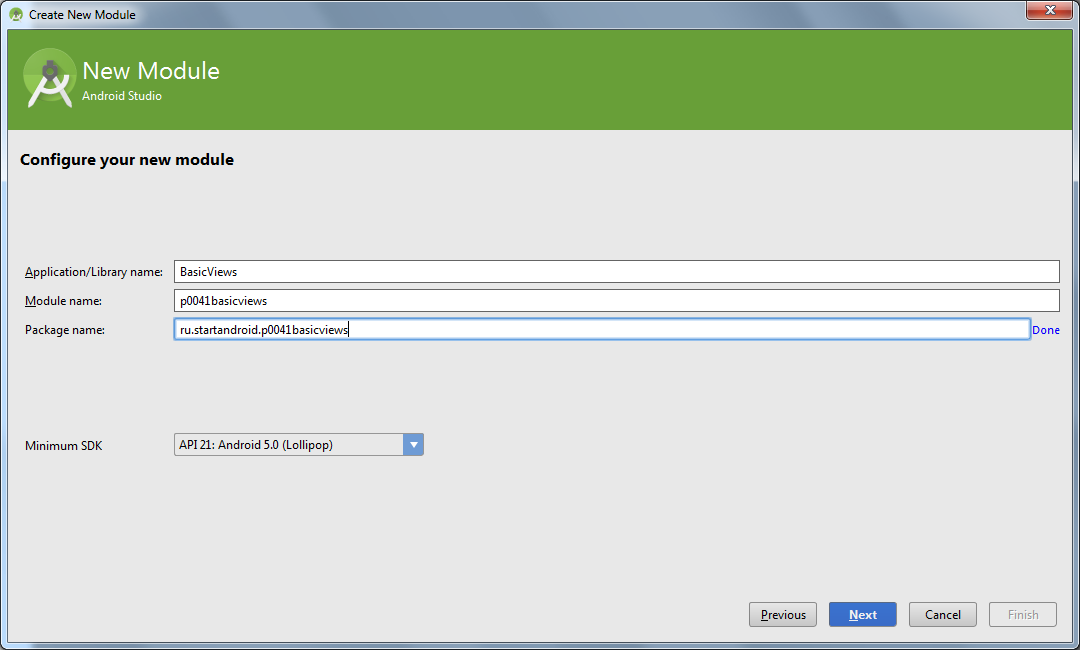 Create New Module
New Module
Android Studio
Configure your new module
Application/Library name: BasicViews
Module name: p0041basicviews
Package name: ru.startandroid.p0041basicviews Done
Minimum SDK API 21: Android 5.0 (Lollipop)
Previous Next Cancel Finish